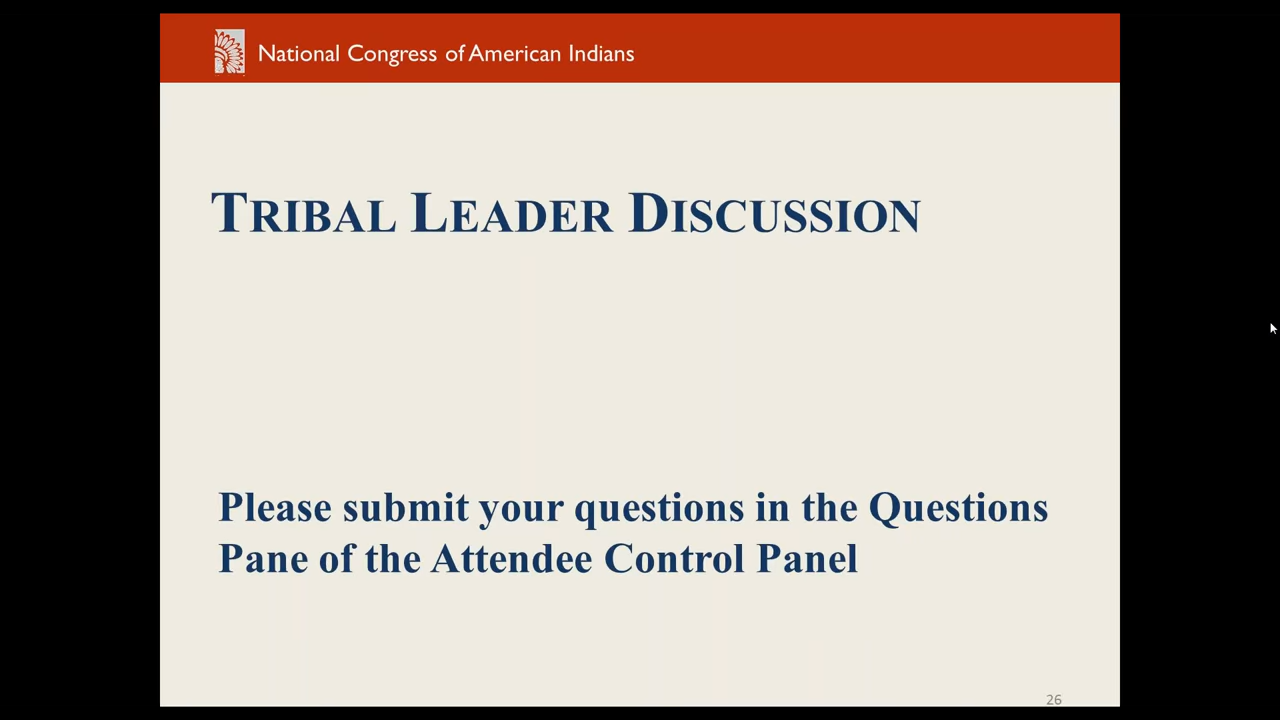 National Congress of American Indians
TRIBAL LEADER DISCUSSION
Please submit your questions in the Questions
Pane of the Attendee Control Panel
26